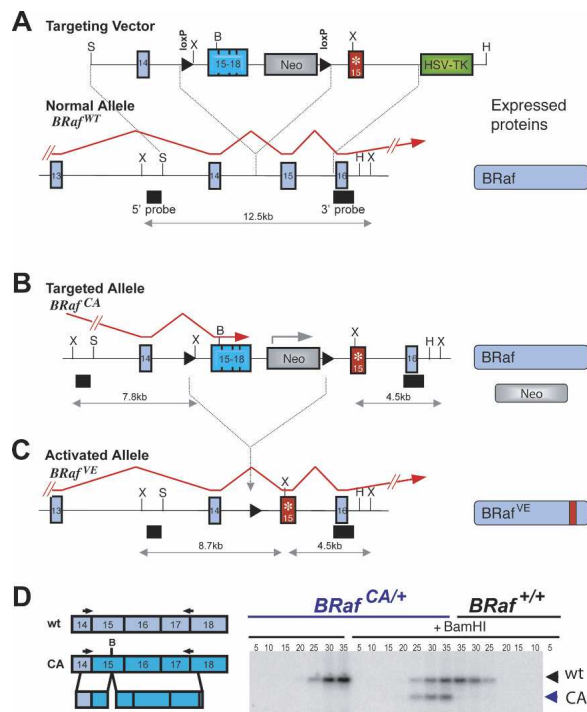 A
Targeting Vector
S
14
loxP
X
B
15-18
Neo
loxP
X
*
15
HSV-TK
H
Normal Allele
BRaf^WT
Expressed proteins
13
X
S
14
15
16
H
X
BRaf
5' probe
3' probe
12.5kb
B
Targeted Allele
BRaf^CA
X
S
14
X
B
15-18
Neo
X
*
15
16
H
X
BRaf
Neo
7.8kb
4.5kb
C
Activated Allele
BRaf^VE
13
X
S
14
X
*
15
16
H
X
BRaf^VE
8.7kb
4.5kb
D
BRaf^CA/+
BRaf^+/+
+ BamHI
wt
14 15 16 17 18
B
CA
14 15 16 17 18
5 10 15 20 25 30 35 5 10 15 20 25 30 35 35 30 25 20 15 10 5
wt
CA